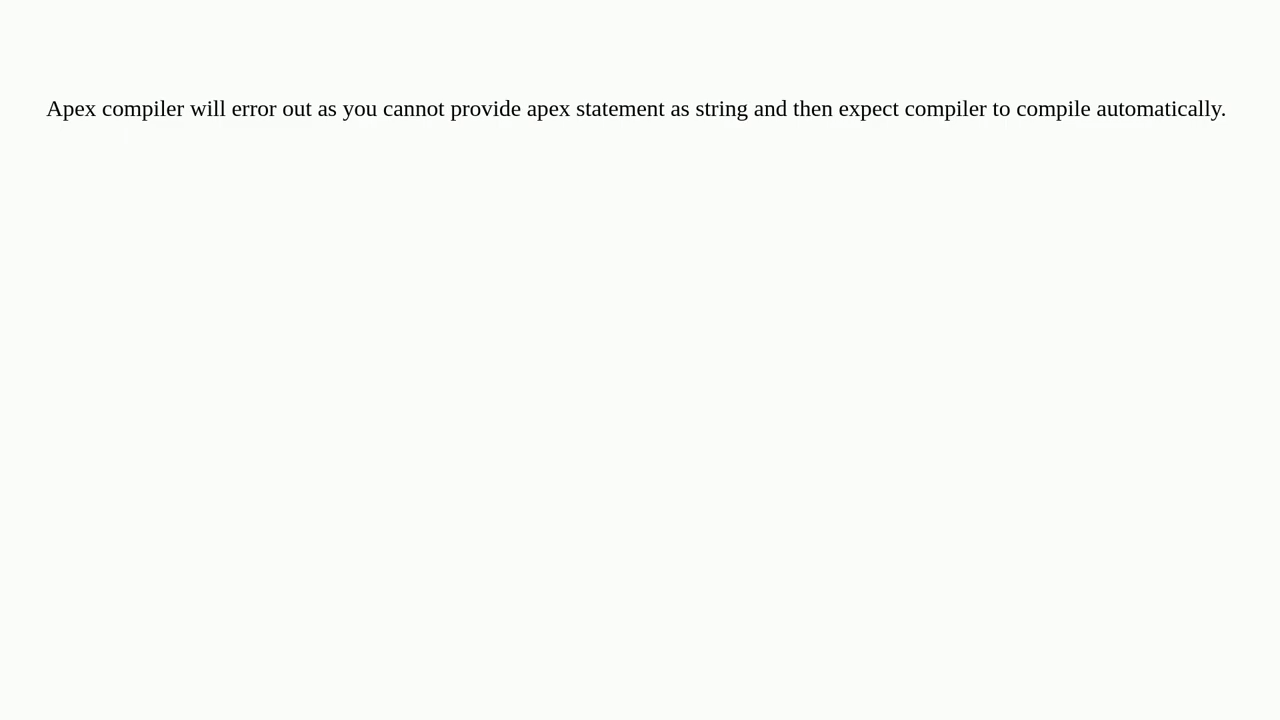 Apex compiler will error out as you cannot provide apex statement as string and then expect compiler to compile automatically.